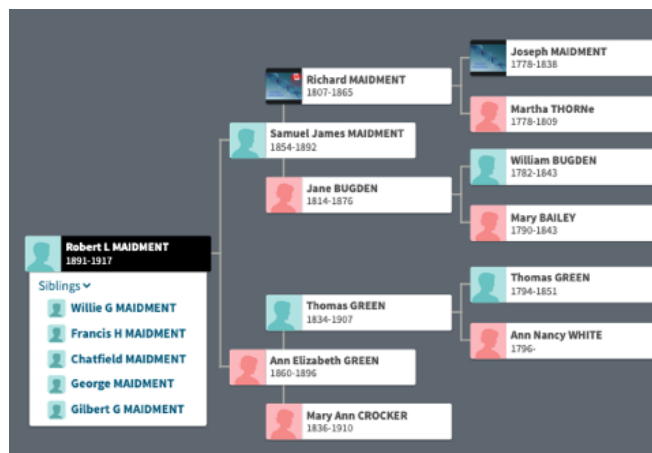 Joseph MAIDMENT
1778-1838
Richard MAIDMENT
1807-1865
Martha THORNe
1778-1809
Samuel James MAIDMENT
1854-1892
William BUGDEN
1782-1843
Jane BUGDEN
1814-1876
Mary BAILEY
1790-1843
Robert L MAIDMENT
1891-1917
Siblings
Willie G MAIDMENT
Francis H MAIDMENT
Chatfield MAIDMENT
George MAIDMENT
Gilbert G MAIDMENT
Thomas GREEN
1794-1851
Thomas GREEN
1834-1907
Ann Nancy WHITE
1796-
Ann Elizabeth GREEN
1860-1896
Mary Ann CROCKER
1836-1910